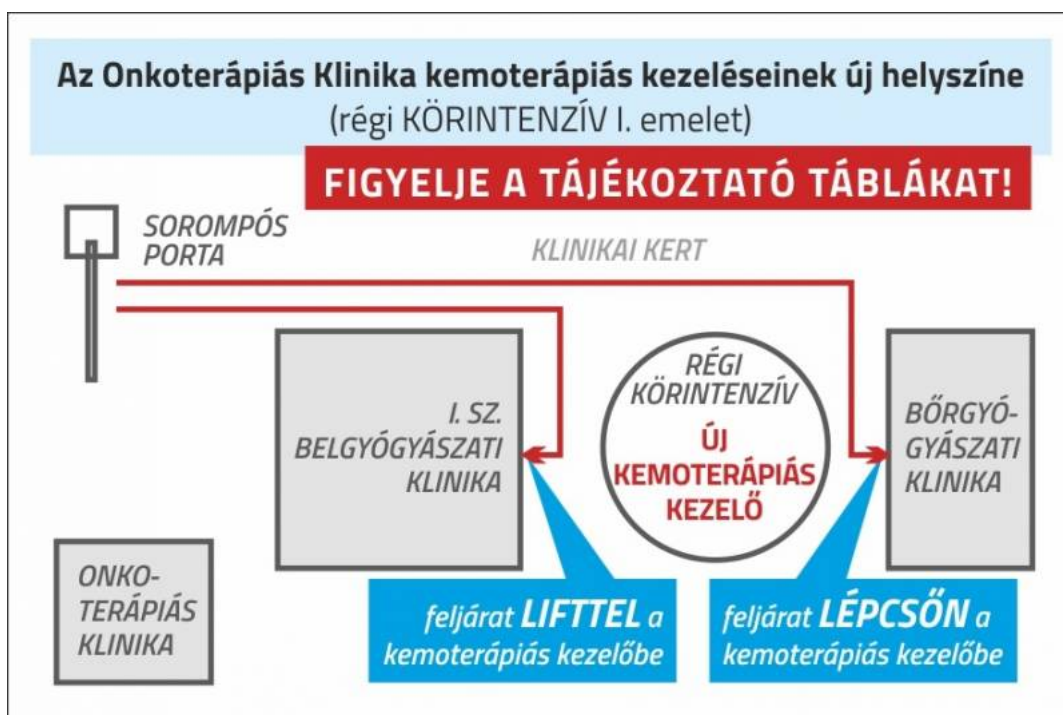 Az Onkoterápiás Klinika kemoterápiás kezeléseinek új helyszíne
(régi KÖRINTENZÍV I. emelet)
FIGYELJE A TÁJÉKOZTATÓ TÁBLÁKAT!
SOROMPÓS
PORTA
KLINIKAI KERT
I. SZ.
BELGYÓGYÁSZATI
KLINIKA
RÉGI
KÖRINTENZÍV
ÚJ
KEMOTERÁPIÁS
KEZELŐ
BŐRGYÓ-
GYÁSZATI
KLINIKA
ONKO-
TERÁPIÁS
KLINIKA
feljárat LIFTTEL a
kemoterápiás kezelőbe
feljárat LÉPCSŐN a
kemoterápiás kezelőbe